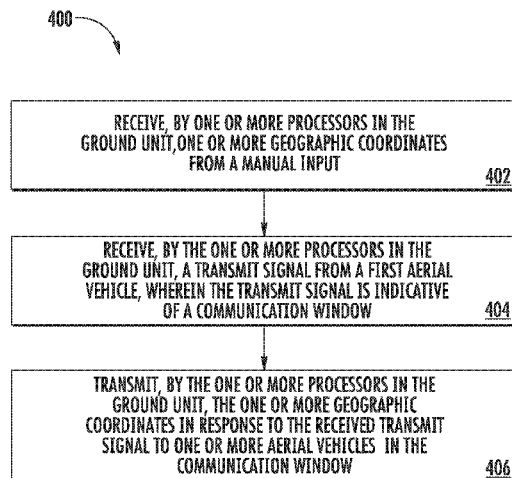 400
RECEIVE, BY ONE OR MORE PROCESSORS IN THE
GROUND UNIT,ONE OR MORE GEOGRAPHIC COORDINATES
FROM A MANUAL INPUT
402
RECEIVE, BY THE ONE OR MORE PROCESSORS IN THE
GROUND UNIT, A TRANSMIT SIGNAL FROM A FIRST AERIAL
VEHICLE, WHEREIN THE TRANSMIT SIGNAL IS INDICATIVE
OF A COMMUNICATION WINDOW
404
TRANSMIT, BY THE ONE OR MORE PROCESSORS IN THE
GROUND UNIT, THE ONE OR MORE GEOGRAPHIC
COORDINATES IN RESPONSE TO THE RECEIVED TRANSMIT
SIGNAL TO ONE OR MORE AERIAL VEHICLES IN THE
COMMUNICATION WINDOW
406